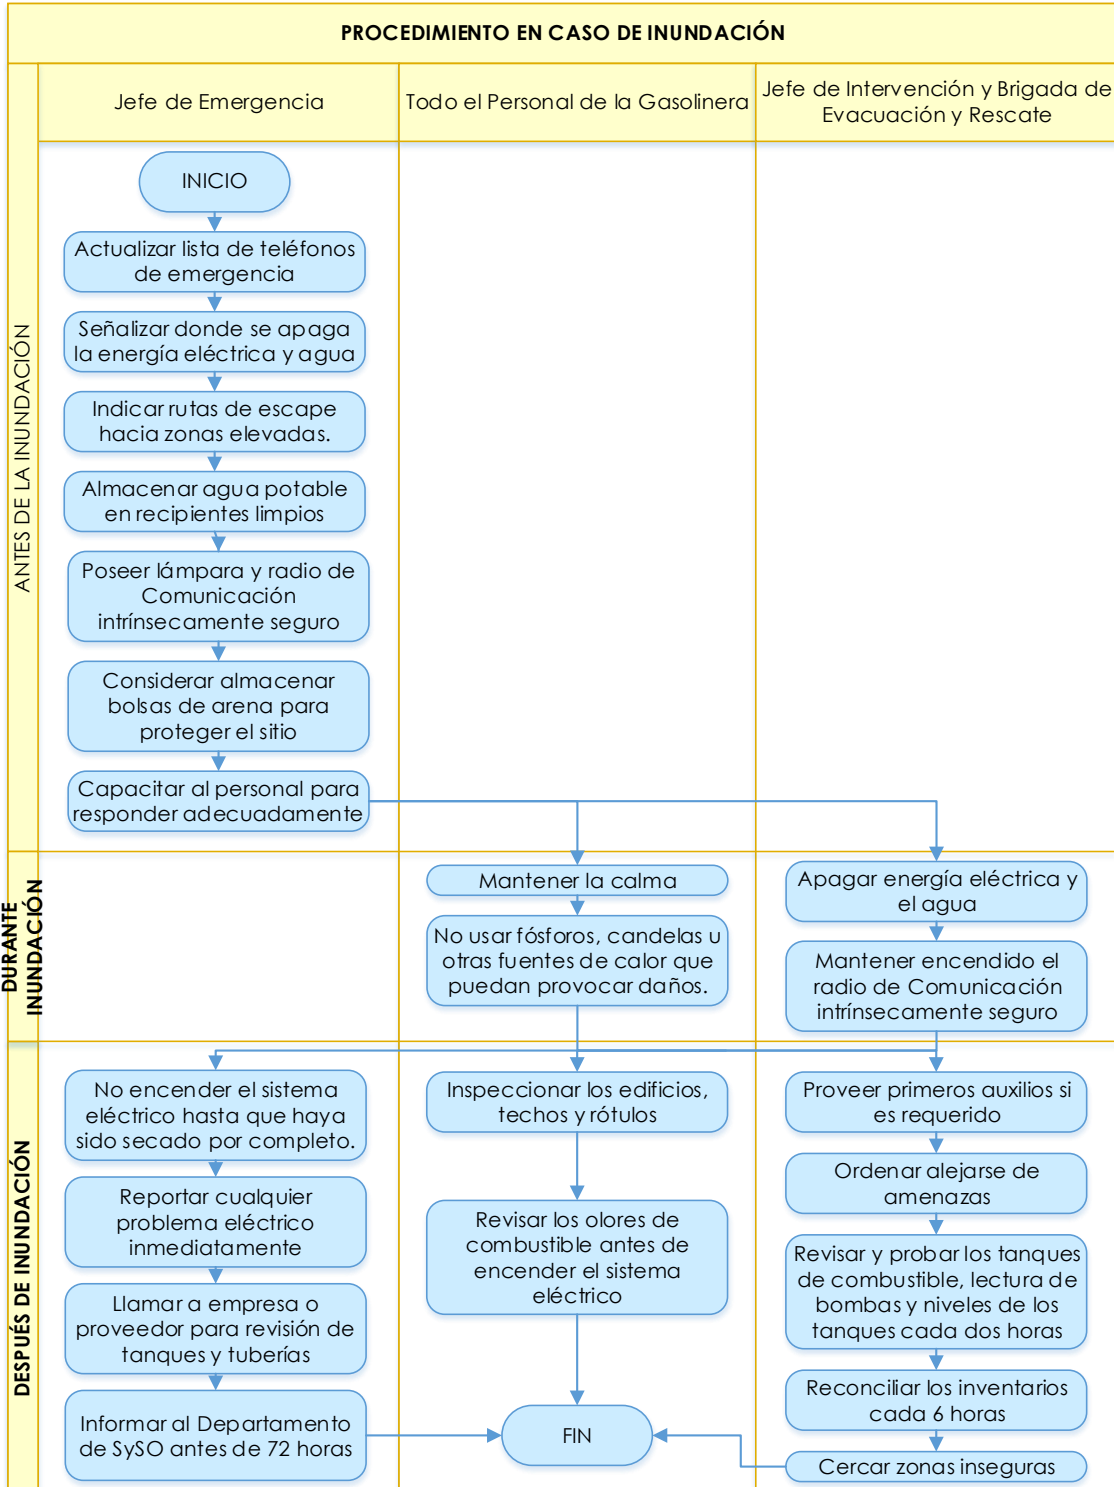 PROCEDIMIENTO EN CASO DE INUNDACIÓN
Jefe de Emergencia
Todo el Personal de la Gasolinera
Jefe de Intervención y Brigada de
Evacuación y Rescate
ANTES DE LA INUNDACIÓN
INICIO
Actualizar lista de teléfonos
de emergencia
Señalizar donde se apaga
la energía eléctrica y agua
Indicar rutas de escape
hacia zonas elevadas.
Almacenar agua potable
en recipientes limpios
Poseer lámpara y radio de
Comunicación
intrínsecamente seguro
Considerar almacenar
bolsas de arena para
proteger el sitio
Capacitar al personal para
responder adecuadamente
DURANTE
INUNDACIÓN
Mantener la calma
No usar fósforos, candelas u
otras fuentes de calor que
puedan provocar daños.
Apagar energía eléctrica y
el agua
Mantener encendido el
radio de Comunicación
intrínsecamente seguro
DESPUÉS DE INUNDACIÓN
No encender el sistema
eléctrico hasta que haya
sido secado por completo.
Reportar cualquier
problema eléctrico
inmediatamente
Llamar a empresa o
proveedor para revisión de
tanques y tuberías
Informar al Departamento
de SySO antes de 72 horas
Inspeccionar los edificios,
techos y rótulos
Revisar los olores de
combustible antes de
encender el sistema
eléctrico
FIN
Proveer primeros auxilios si
es requerido
Ordenar alejarse de
amenazas
Revisar y probar los tanques
de combustible, lectura de
bombas y niveles de los
tanques cada dos horas
Reconciliar los inventarios
cada 6 horas
Cercar zonas inseguras